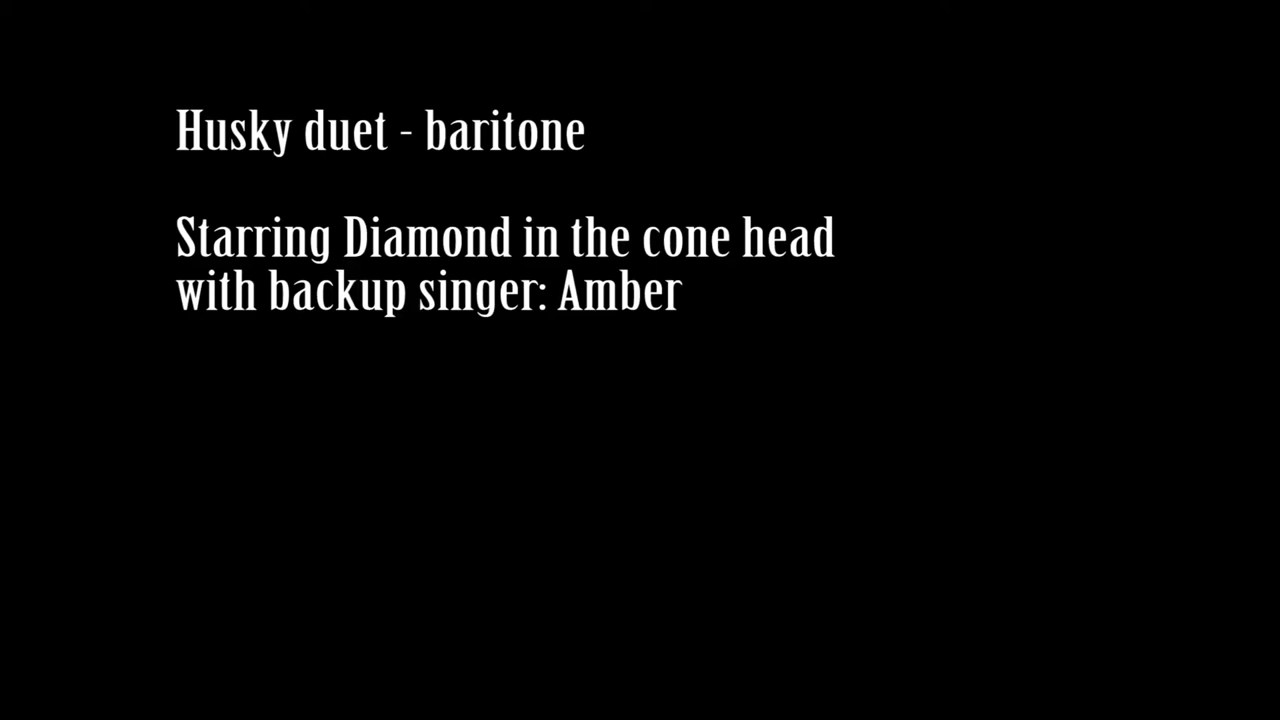 Husky duet - baritone
Starring Diamond in the cone head
with backup singer: Amber